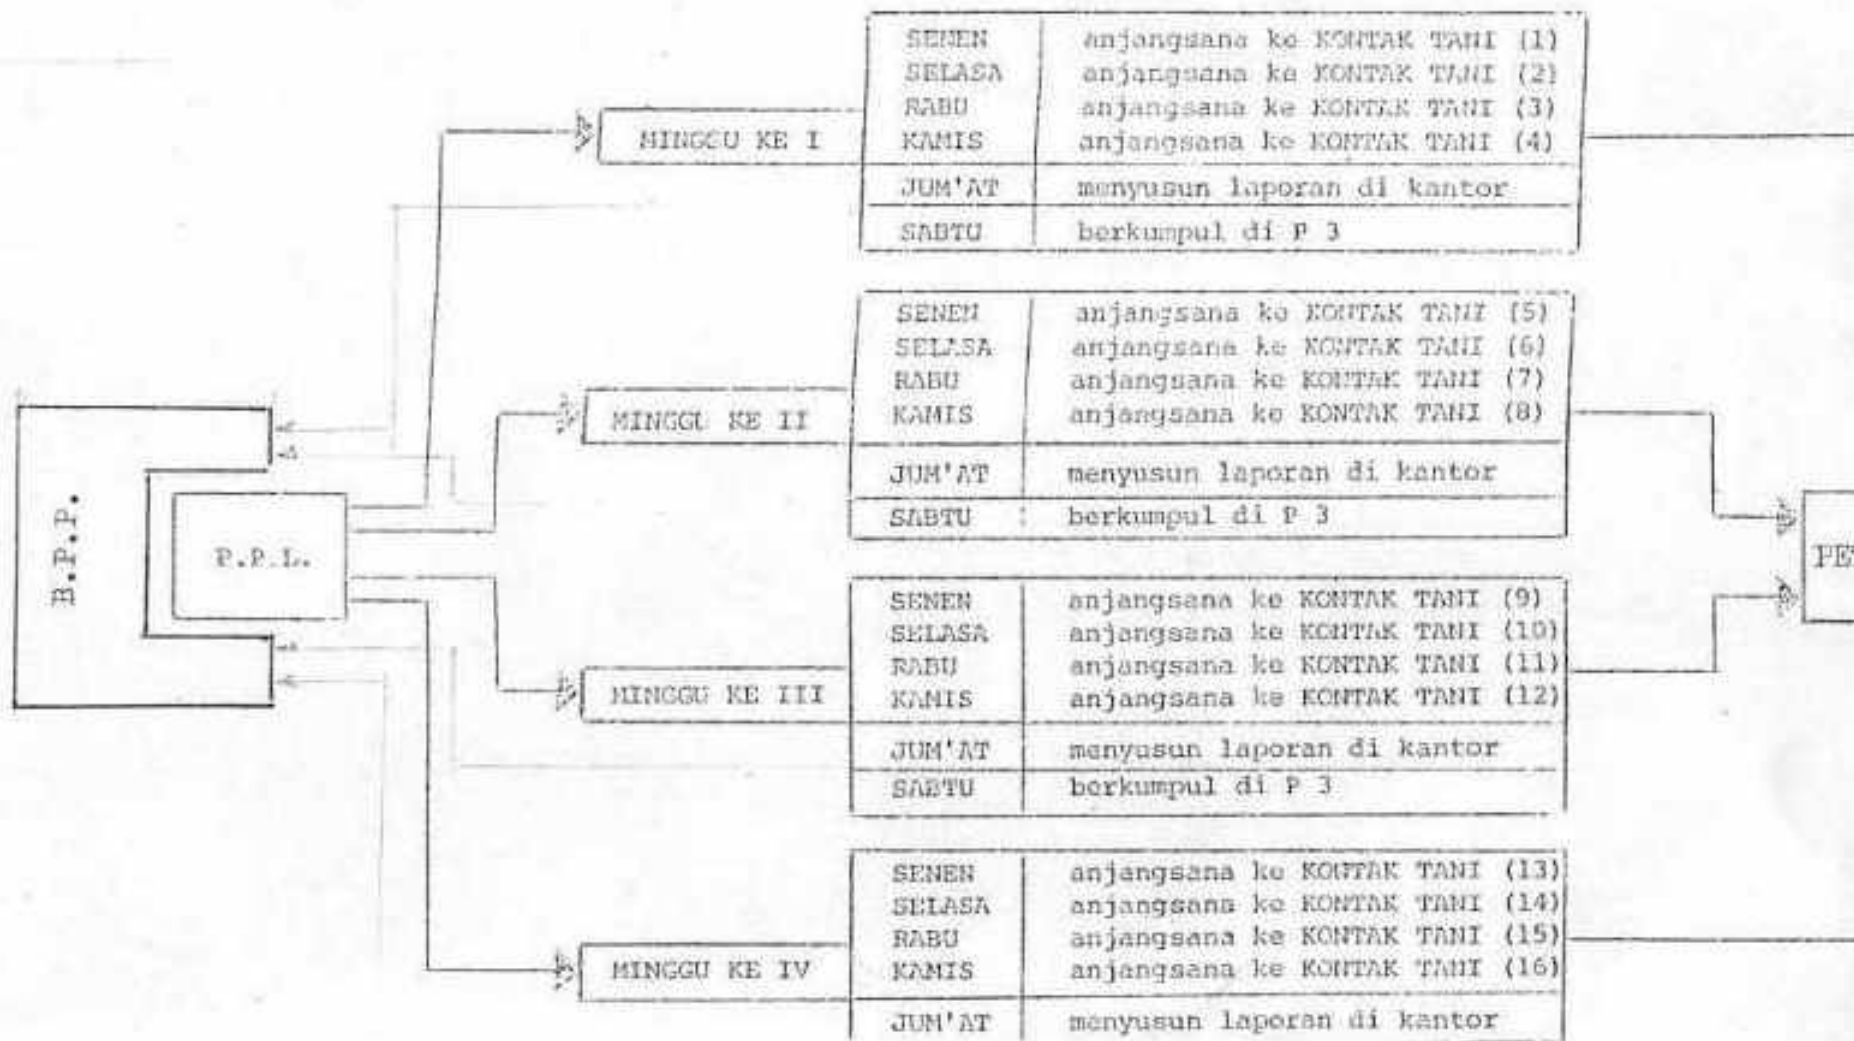 SENEN anjangsana ke KONTAK TANI (1)
SELASA anjangsana ke KONTAK TANI (2)
RABU anjangsana ke KONTAK TANI (3)
MINGGU KE I KAMIS anjangsana ke KONTAK TANI (4)
JUM'AT menyusun laporan di kantor
SABTU berkumpul di P 3
SENEN anjangsana ke KONTAK TANI (5)
SELASA anjangsana ke KONTAK TANI (6)
RABU anjangsana ke KONTAK TANI (7)
MINGGU KE II KAMIS anjangsana ke KONTAK TANI (8)
JUM'AT menyusun laporan di kantor
SABTU : berkumpul di P 3
B.P.P.
P.P.L.
PE
SENEN anjangsana ke KONTAK TANI (9)
SELASA anjangsana ke KONTAK TANI (10)
RABU anjangsana ke KONTAK TANI (11)
MINGGU KE III KAMIS anjangsana ke KONTAK TANI (12)
JUM'AT menyusun laporan di kantor
SABTU berkumpul di P 3
SENEN anjangsana ke KONTAK TANI (13)
SELASA anjangsana ke KONTAK TANI (14)
RABU anjangsana ke KONTAK TANI (15)
MINGGU KE IV KAMIS anjangsana ke KONTAK TANI (16)
JUM'AT menyusun laporan di kantor